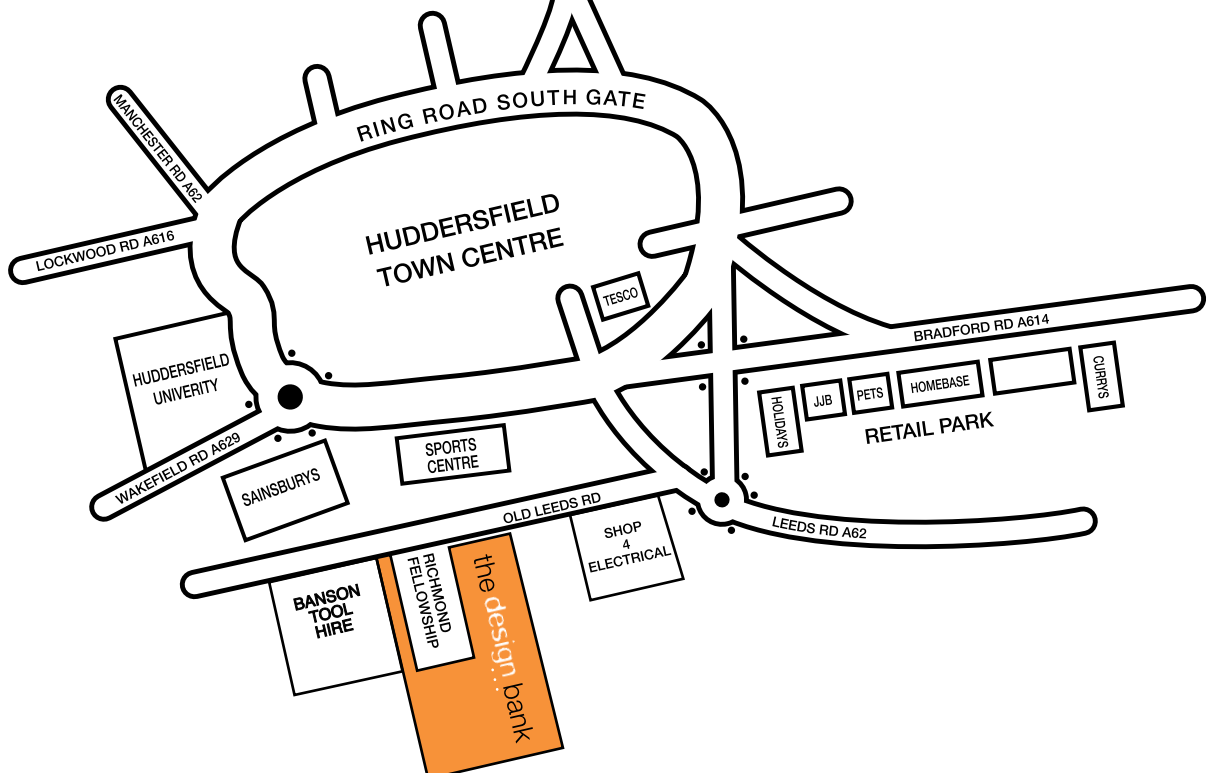 RING ROAD SOUTH GATE
MANCHESTER RD A62
LOCKWOOD RD A616
HUDDERSFIELD
TOWN CENTRE
TESCO
BRADFORD RD A614
HUDDERSFIELD
UNIVERITY
HOLIDAYS
JJB
PETS
HOMEBASE
CURRYS
RETAIL PARK
WAKEFIELD RD A629
SAINSBURYS
SPORTS
CENTRE
OLD LEEDS RD
LEEDS RD A62
SHOP
4
ELECTRICAL
BANSON
TOOL
HIRE
RICHMOND
FELLOWSHIP
the design bank